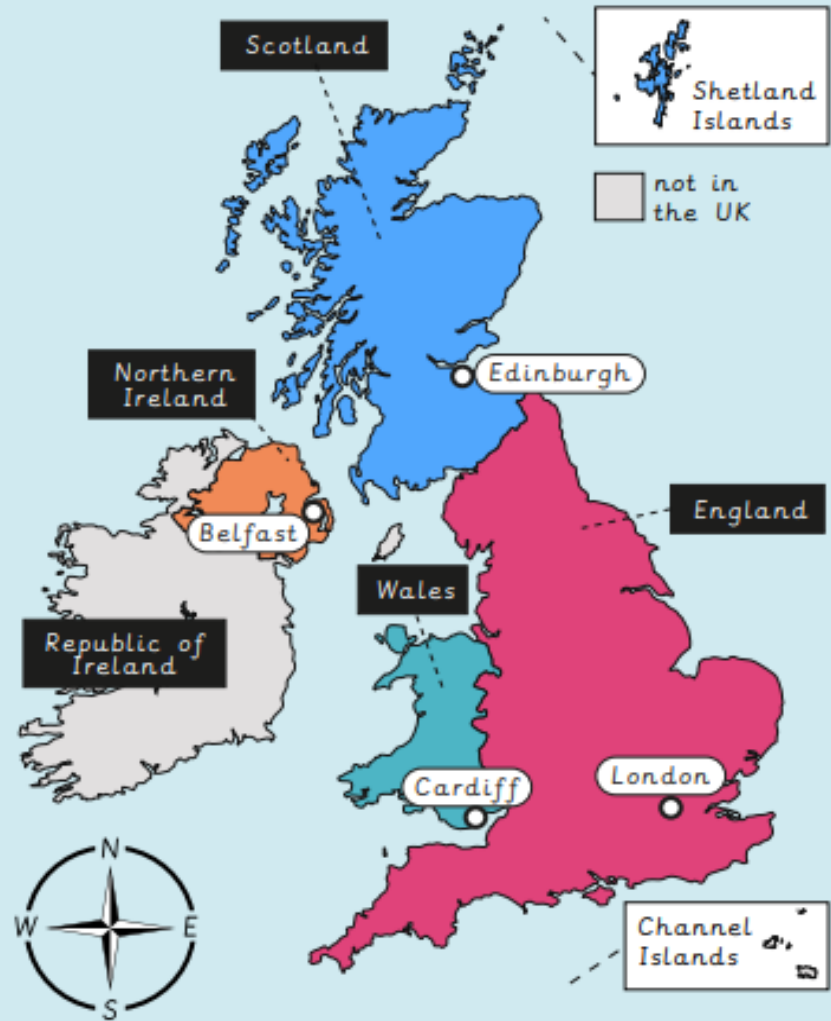 Scotland
Shetland
Islands
not in
the UK
Northern
Ireland
Edinburgh
England
Belfast
Wales
Republic of
Ireland
Cardiff
London
N
W
E
S
Channel
Islands